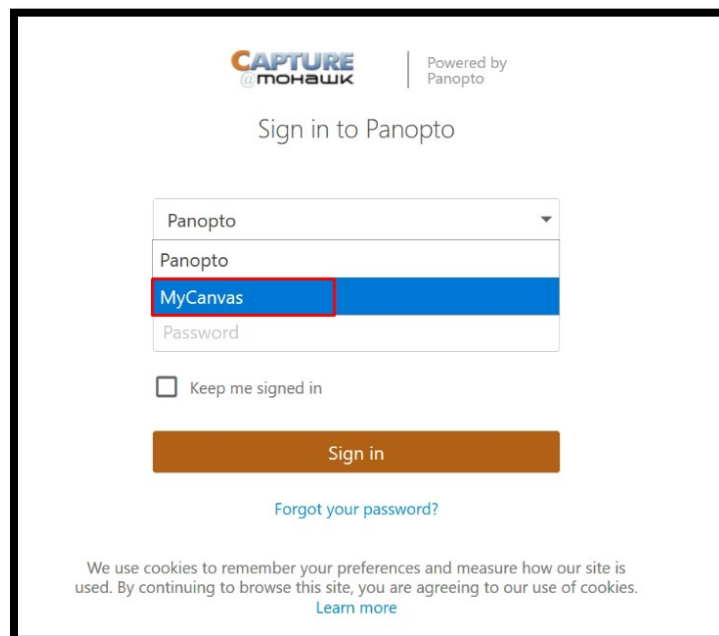 CAPTURE
@mohawk
Powered by
Panopto
Sign in to Panopto
Panopto
Panopto
MyCanvas
Password
Keep me signed in
Sign in
Forgot your password?
We use cookies to remember your preferences and measure how our site is
used. By continuing to browse this site, you are agreeing to our use of cookies.
Learn more